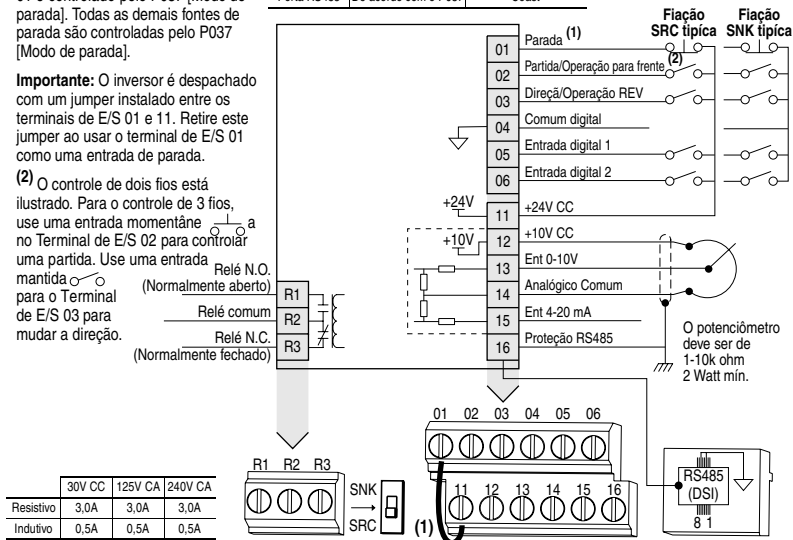 parada]. Todas as demais fontes de
parada são controladas pelo P037
[Modo de parada].
Importante: O inversor é despachado
com um jumper instalado entre os
terminais de E/S 01 e 11. Retire este
jumper ao usar o terminal de E/S 01
como uma entrada de parada.
(2) O controle de dois fios está
ilustrado. Para o controle de 3 fios,
use uma entrada momentâne a
no Terminal de E/S 02 para controlar
uma partida. Use uma entrada
mantida
para o Terminal
de E/S 03 para
mudar a direção.
Relé N.O.
(Normalmente aberto)
Relé comum
Relé N.C.
(Normalmente fechado)
R1
R2
R3
Fiação
SRC típica
Fiação
SNK típica
01 Parada (1)
02 Partida/Operação para frente (2)
03 Direçã/Operação REV
04 Comum digital
05 Entrada digital 1
06 Entrada digital 2
+24V
11 +24V CC
+10V
12 +10V CC
13 Ent 0-10V
14 Analógico Comum
15 Ent 4-20 mA
16 Proteção RS485
O potenciômetro
deve ser de
1-10k ohm
2 Watt mín.
30V CC 125V CA 240V CA
Resistivo 3,0A 3,0A 3,0A
Indutivo 0,5A 0,5A 0,5A
R1 R2 R3
SNK
SRC
01 02 03 04 05 06
11 12 13 14 15 16
(1)
RS485
(DSI)
8 1